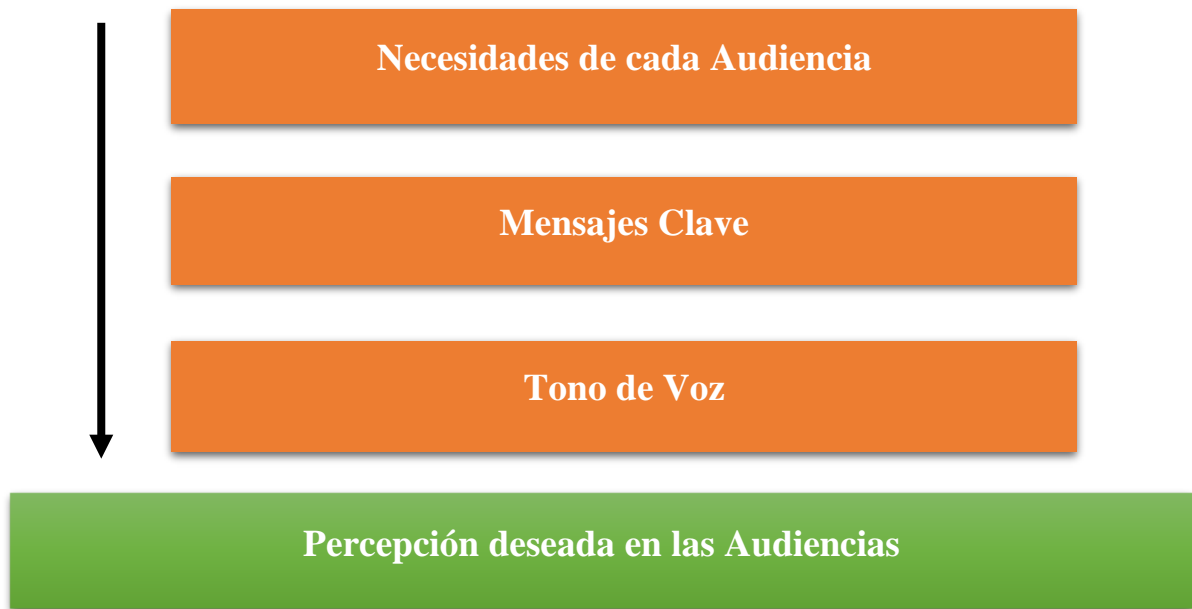 Necesidades de cada Audiencia
Mensajes Clave
Tono de Voz
Percepción deseada en las Audiencias